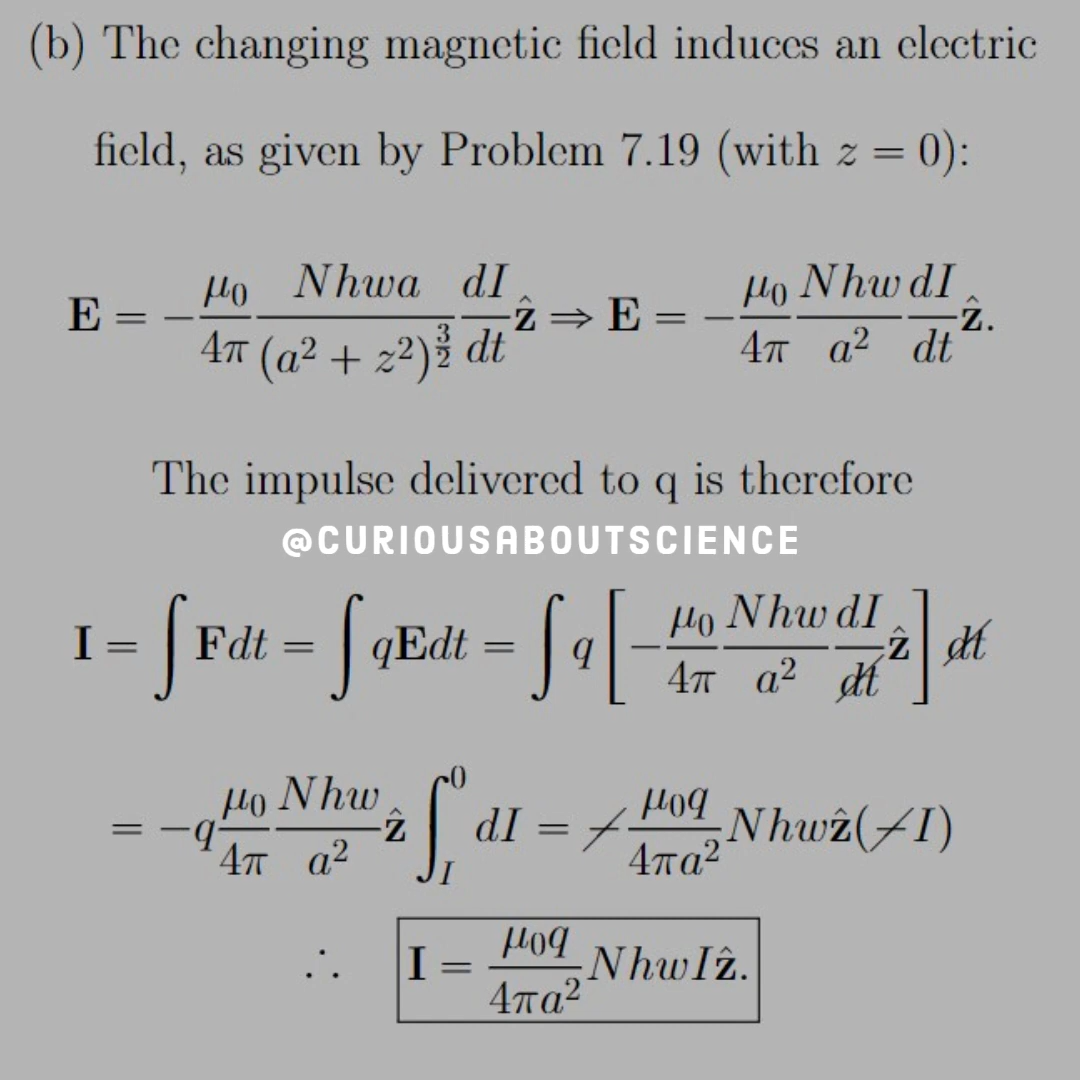 (b) The changing magnetic field induces an electric
field, as given by Problem 7.19 (with z = 0):
E = −μ₀/4π Nhwa/(a² + z²)^(3/2) dI/dt ẑ ⇒ E = −μ₀/4π Nhw/a² dI/dt ẑ.
The impulse delivered to q is therefore
@CURIOUSABOUTSCIENCE
I = ∫ Fdt = ∫ qEdt = ∫ q [−μ₀/4π Nhw/a² dI/dt ẑ] dt
= −q μ₀/4π Nhw/a² ẑ ∫_I^0 dI = −μ₀q/4πa² Nhwẑ(−I)
∴ I = μ₀q/4πa² NhwIẑ.